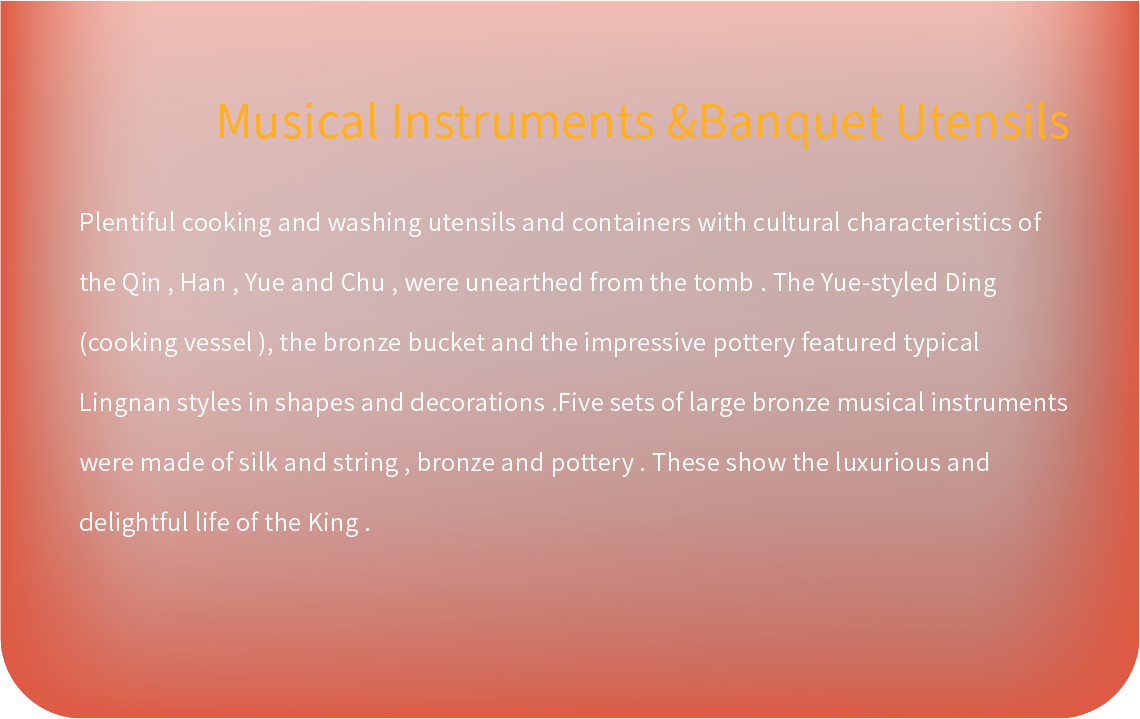 Musical Instruments &Banquet Utensils
Plentiful cooking and washing utensils and containers with cultural characteristics of
the Qin , Han , Yue and Chu , were unearthed from the tomb . The Yue-styled Ding
(cooking vessel ), the bronze bucket and the impressive pottery featured typical
Lingnan styles in shapes and decorations .Five sets of large bronze musical instruments
were made of silk and string , bronze and pottery . These show the luxurious and
delightful life of the King .